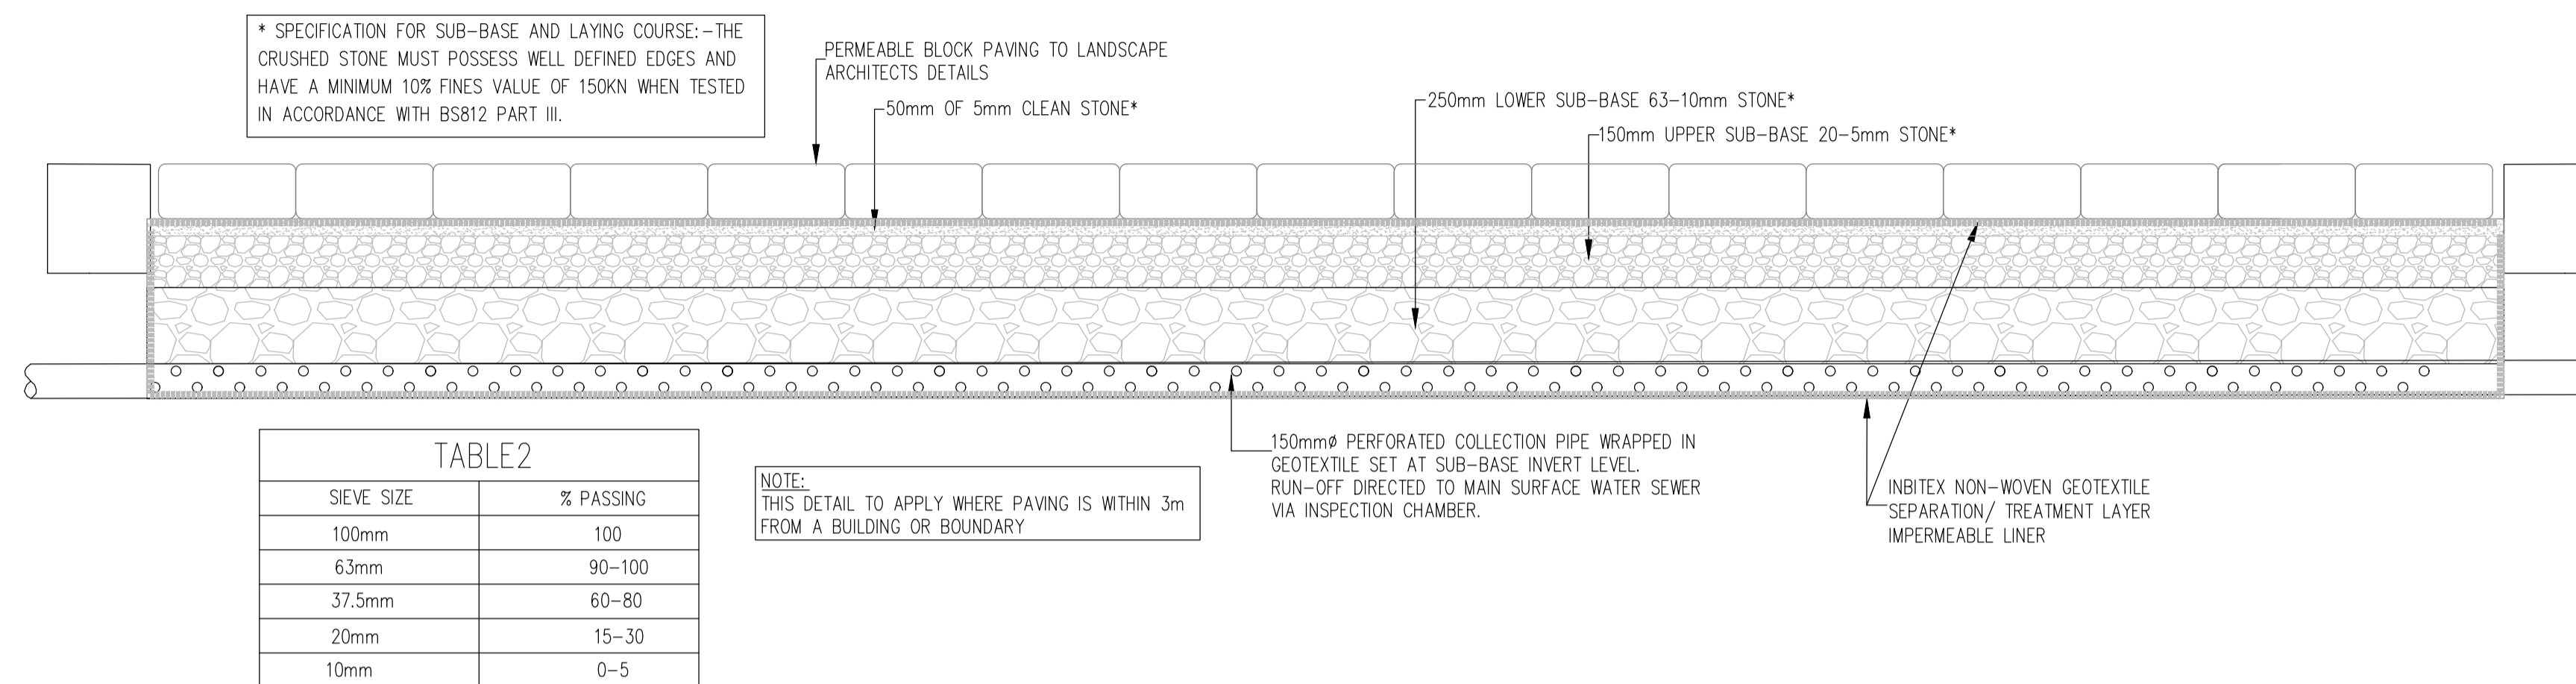 * SPECIFICATION FOR SUB-BASE AND LAYING COURSE:-THE
CRUSHED STONE MUST POSSESS WELL DEFINED EDGES AND
HAVE A MINIMUM 10% FINES VALUE OF 150KN WHEN TESTED
IN ACCORDANCE WITH BS812 PART III.
PERMEABLE BLOCK PAVING TO LANDSCAPE
ARCHITECTS DETAILS
50mm OF 5mm CLEAN STONE*
250mm LOWER SUB-BASE 63-10mm STONE*
150mm UPPER SUB-BASE 20-5mm STONE*
TABLE2
SIEVE SIZE % PASSING
100mm 100
63mm 90-100
37.5mm 60-80
20mm 15-30
10mm 0-5
NOTE:
THIS DETAIL TO APPLY WHERE PAVING IS WITHIN 3m
FROM A BUILDING OR BOUNDARY
150mmø PERFORATED COLLECTION PIPE WRAPPED IN
GEOTEXTILE SET AT SUB-BASE INVERT LEVEL.
RUN-OFF DIRECTED TO MAIN SURFACE WATER SEWER
VIA INSPECTION CHAMBER.
INBITEX NON-WOVEN GEOTEXTILE
SEPARATION/ TREATMENT LAYER
IMPERMEABLE LINER